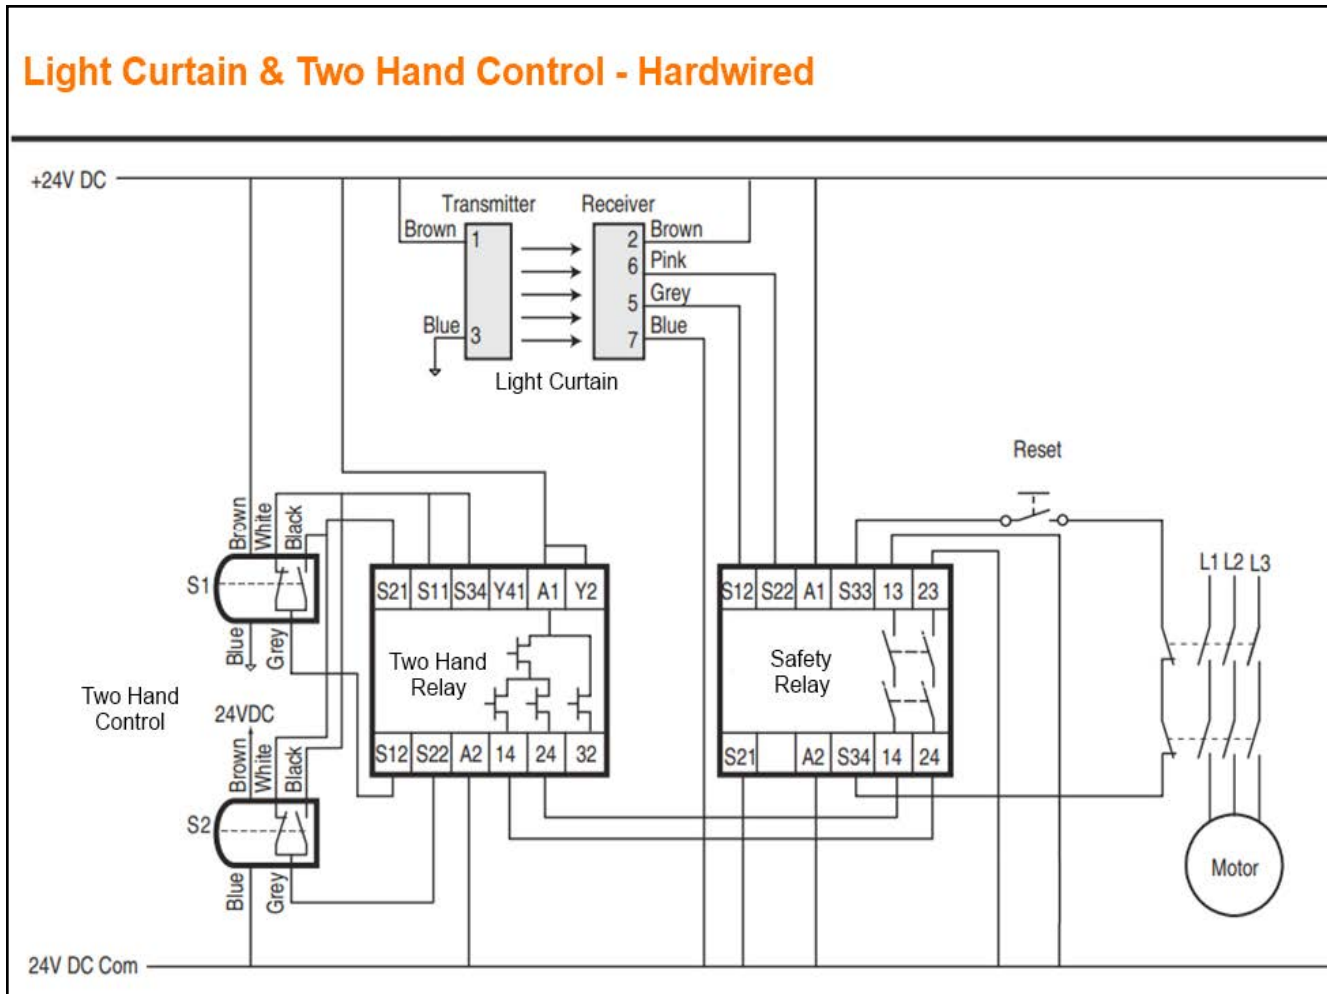 Light Curtain & Two Hand Control - Hardwired
+24V DC
Transmitter
Receiver
Brown
1
2
Brown
6
Pink
5
Grey
Blue
3
7
Blue
Light Curtain
Reset
Brown
White
Black
S1
Blue
Grey
S21 S11 S34 Y41 A1 Y2
Two Hand
Relay
S12 S22 A2 14 24 32
S12 S22 A1 S33 13 23
Safety
Relay
S21 A2 S34 14 24
L1 L2 L3
Two Hand
Control
24VDC
Brown
White
Black
S2
Blue
Grey
Motor
24V DC Com